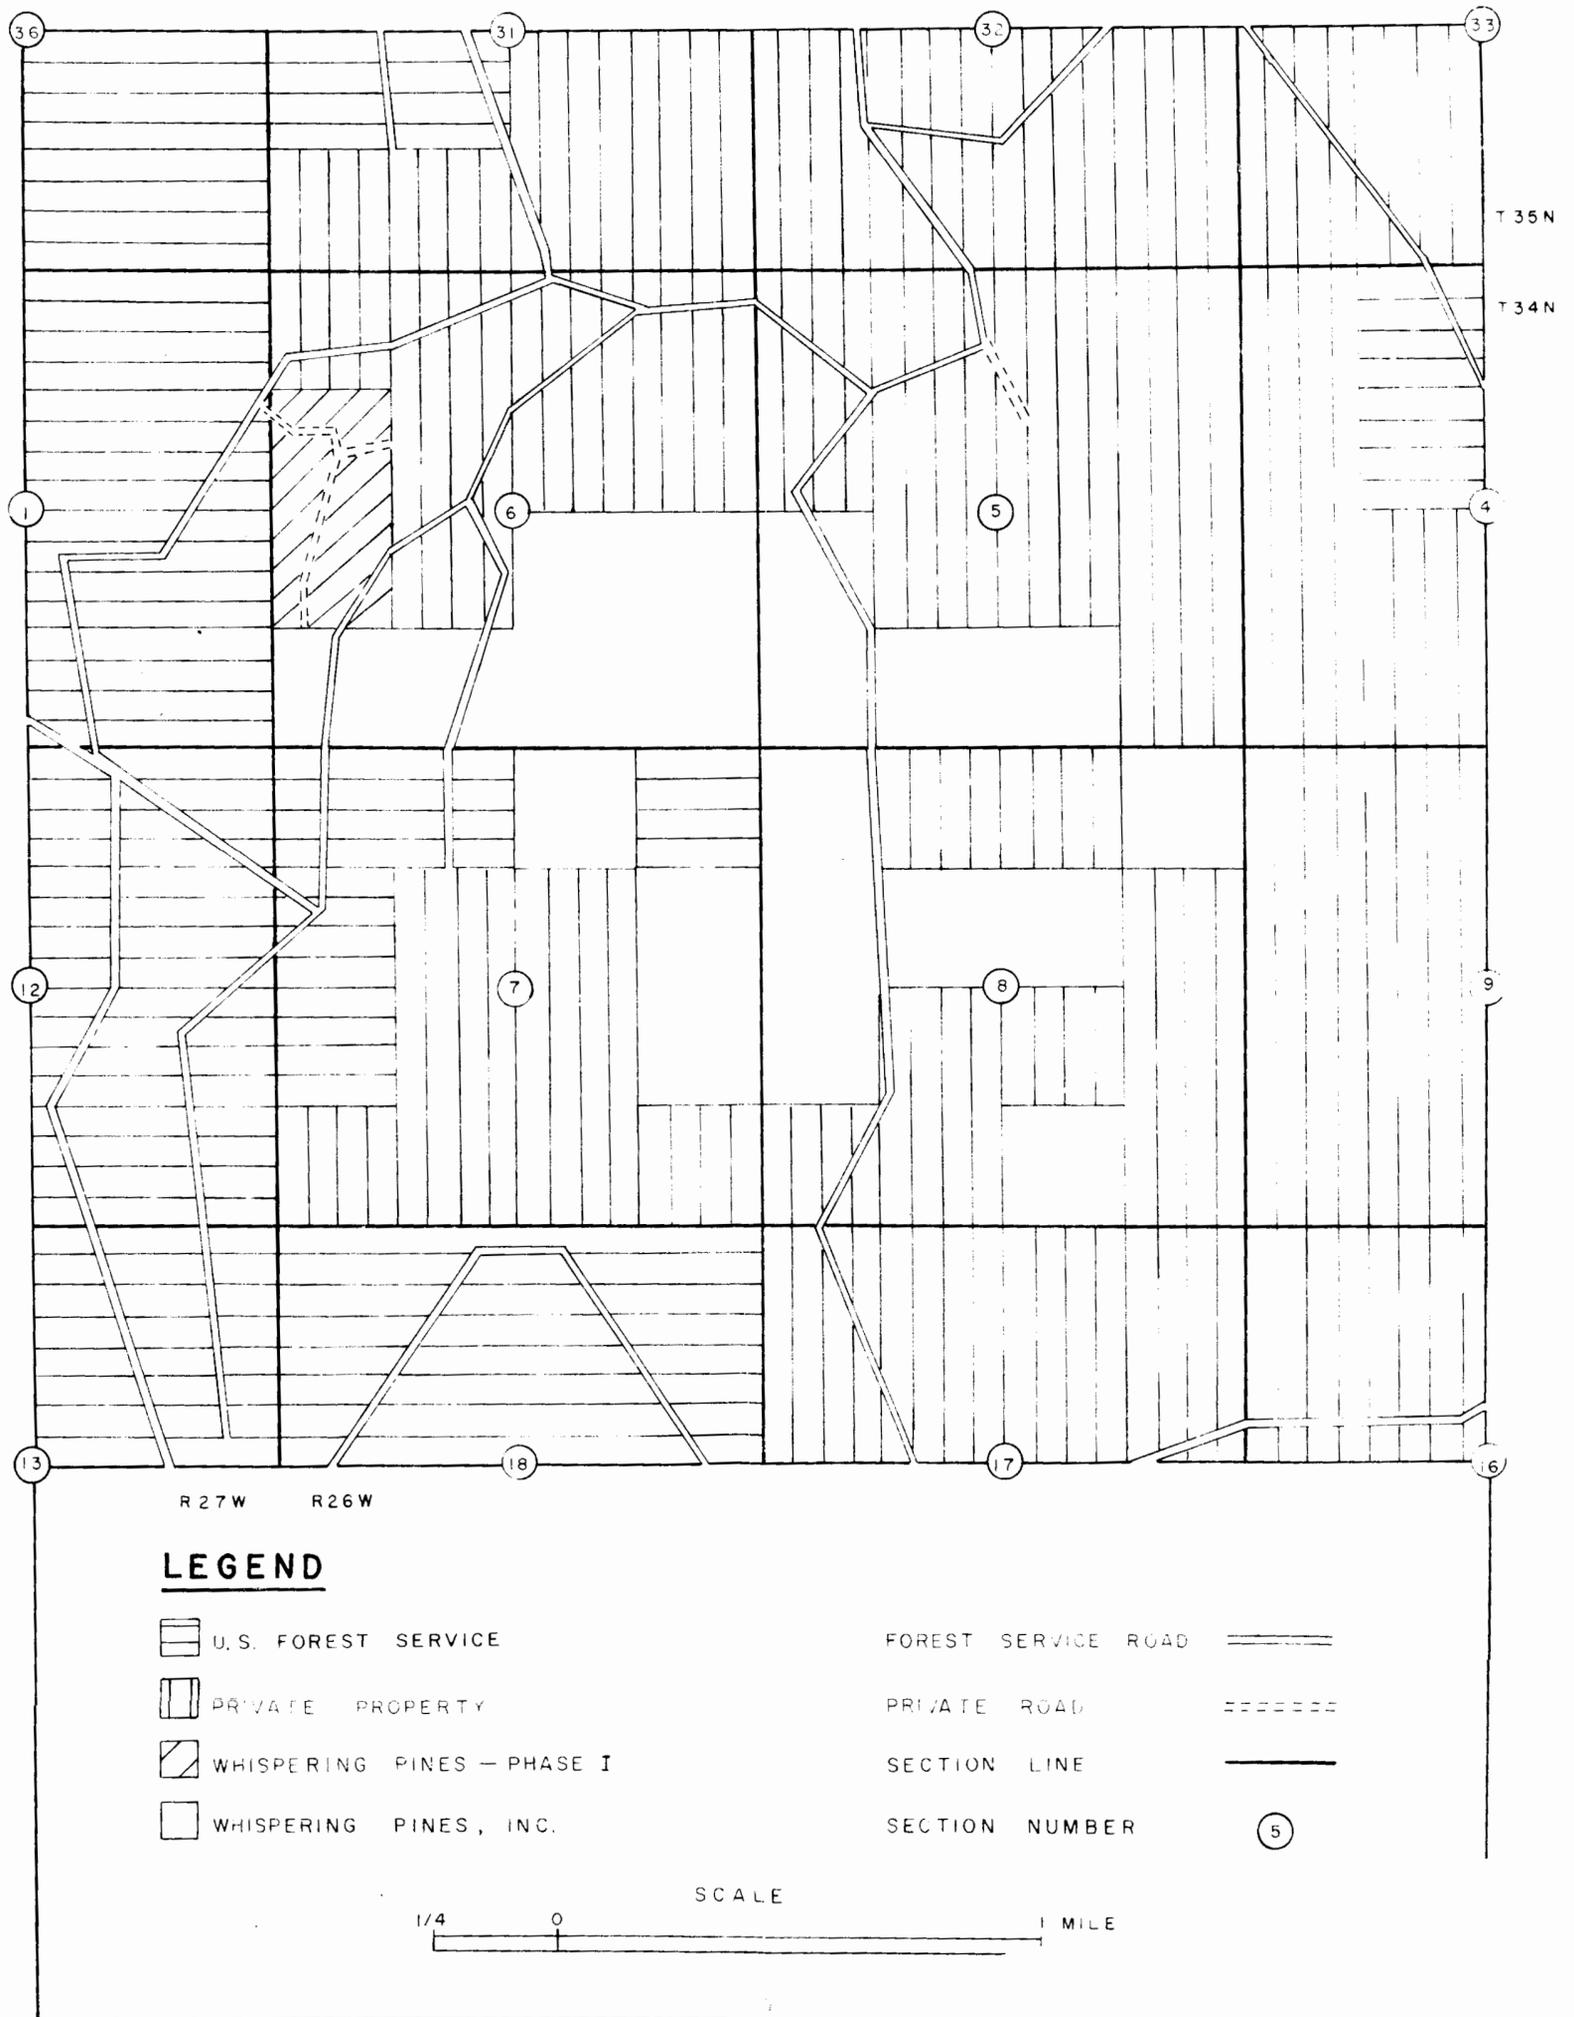 36 31 32 33
T 35 N
T 34 N
1 6 5 4
12 7 8 9
13 18 17 16
R 27 W R 26 W
LEGEND
U.S. FOREST SERVICE
PRIVATE PROPERTY
WHISPERING PINES — PHASE I
WHISPERING PINES, INC.
FOREST SERVICE ROAD
PRIVATE ROAD
SECTION LINE
SECTION NUMBER 5
SCALE
1/4 0 1 MILE